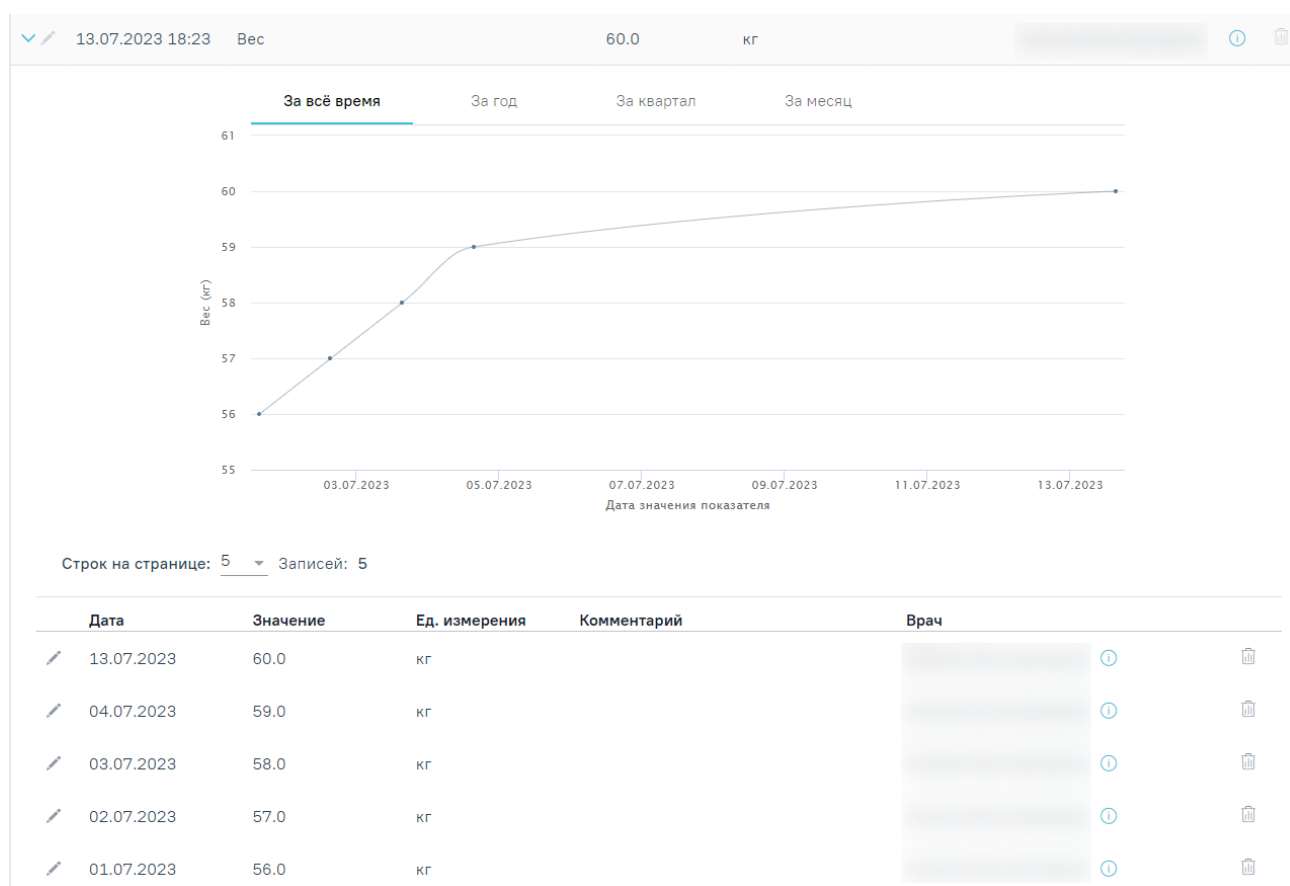 13.07.2023 18:23 Вес 60.0 кг
За всё время За год За квартал За месяц
61
60
59
58
57
56
55
Вес (кг)
03.07.2023 05.07.2023 07.07.2023 09.07.2023 11.07.2023 13.07.2023
Дата значения показателя
Строк на странице: 5 Записей: 5
Дата Значение Ед. измерения Комментарий Врач
13.07.2023 60.0 кг
04.07.2023 59.0 кг
03.07.2023 58.0 кг
02.07.2023 57.0 кг
01.07.2023 56.0 кг